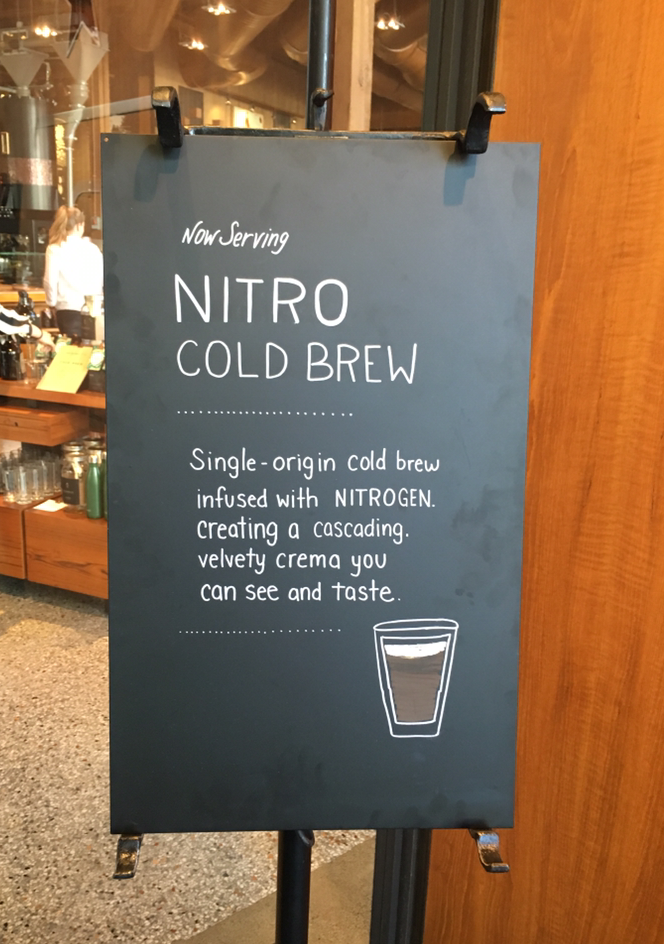 Now Serving
NITRO
COLD BREW
Single-origin cold brew
infused with NITROGEN.
Creating a cascading.
velvety crema you
can see and taste.